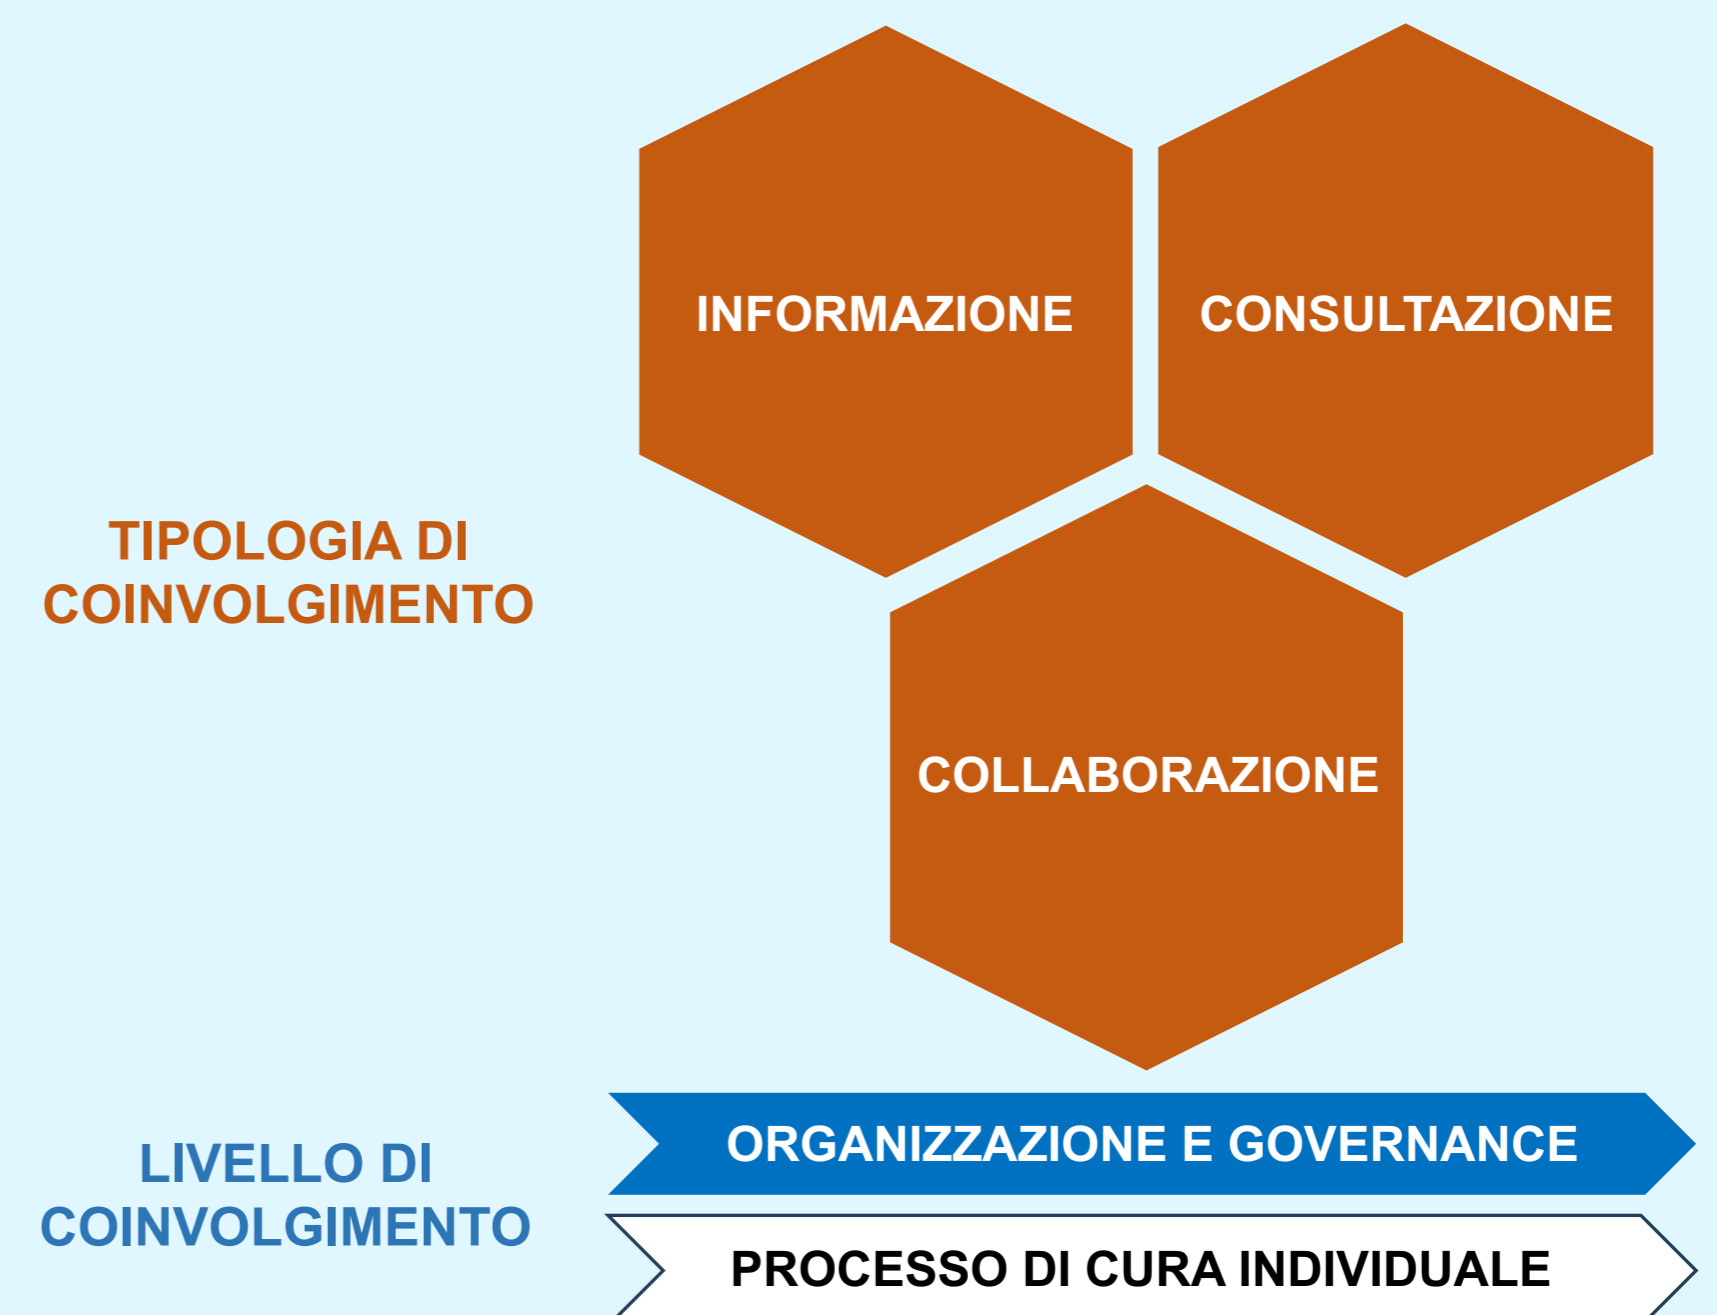 INFORMAZIONE
CONSULTAZIONE
TIPOLOGIA DI
COINVOLGIMENTO
COLLABORAZIONE
LIVELLO DI
COINVOLGIMENTO
ORGANIZZAZIONE E GOVERNANCE
PROCESSO DI CURA INDIVIDUALE